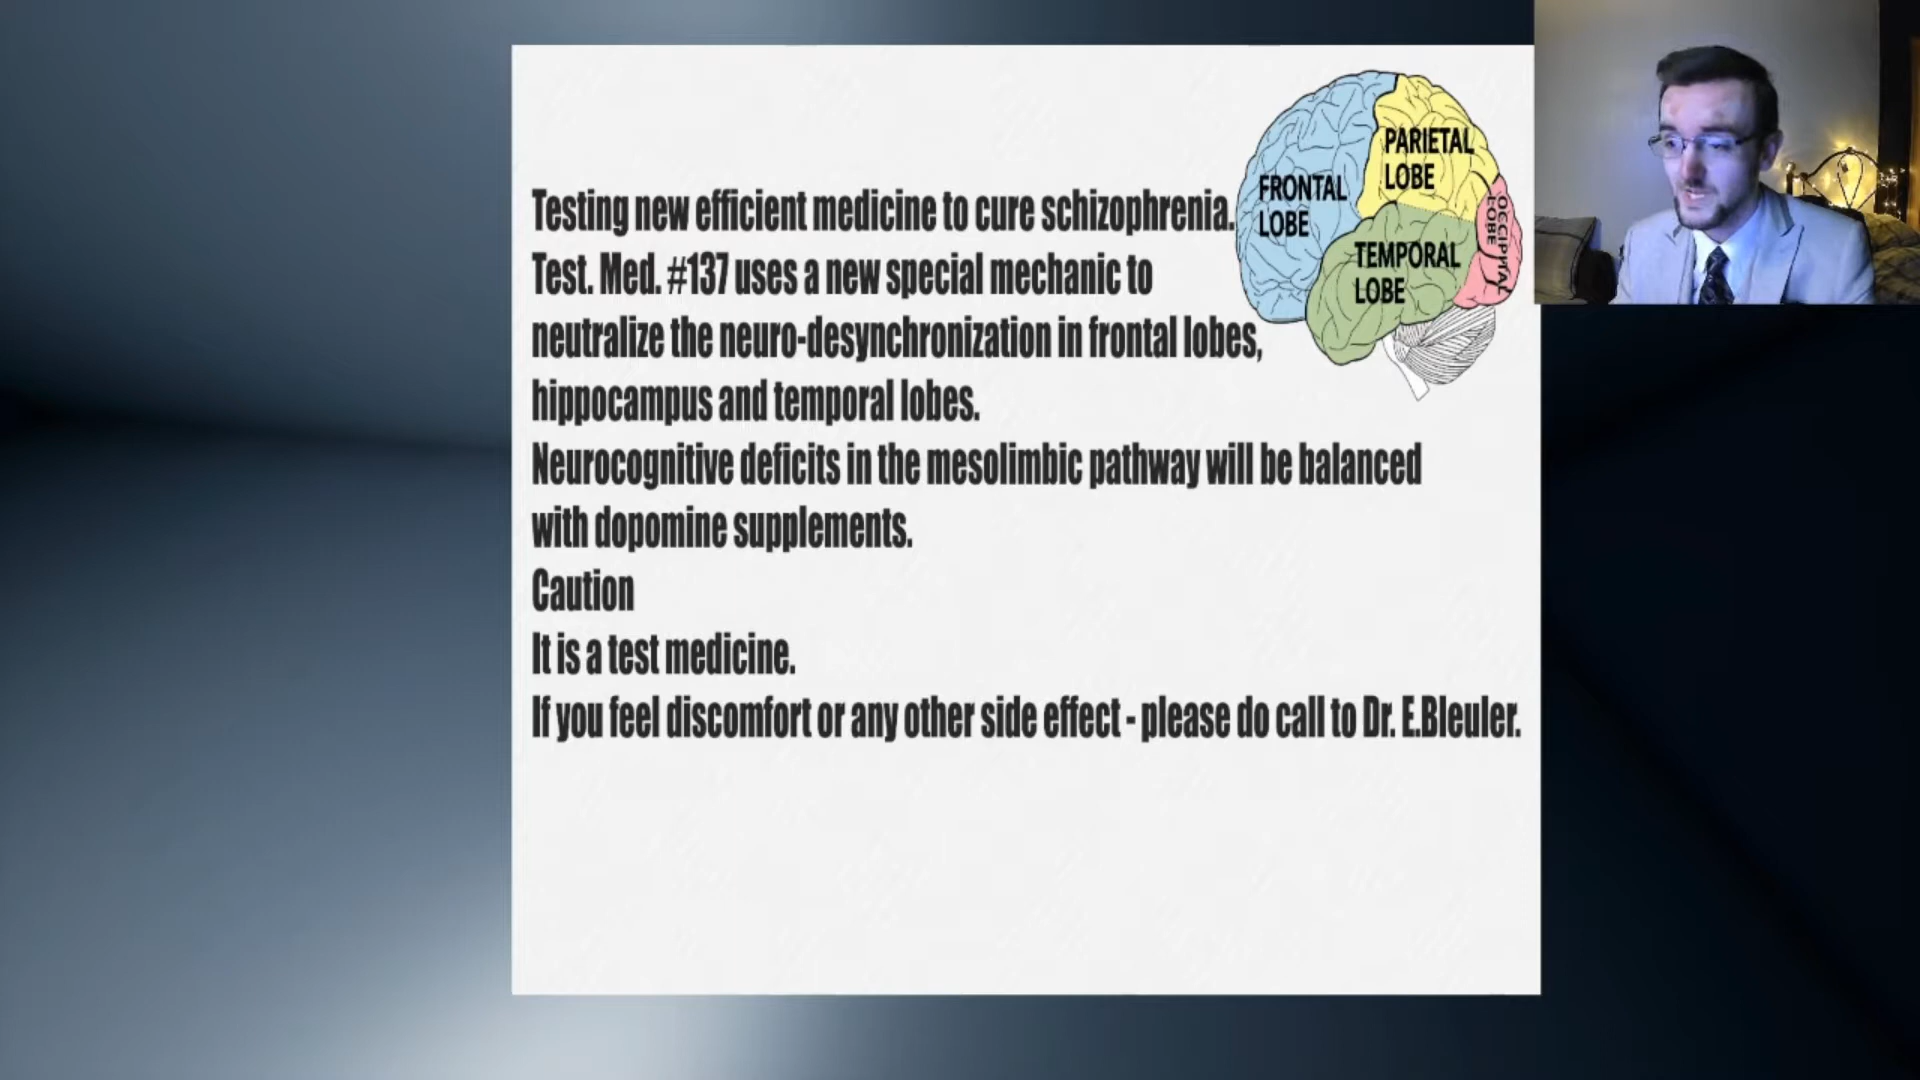 Testing new efficient medicine to cure schizophrenia.
Test. Med. #137 uses a new special mechanic to
neutralize the neuro-desynchronization in frontal lobes,
hippocampus and temporal lobes.
Neurocognitive deficits in the mesolimbic pathway will be balanced
with dopomine supplements.
Caution
It is a test medicine.
If you feel discomfort or any other side effect - please do call to Dr. E.Bleuler.
FRONTAL
LOBE
PARIETAL
LOBE
TEMPORAL
LOBE
OCCIPITAL
LOBE